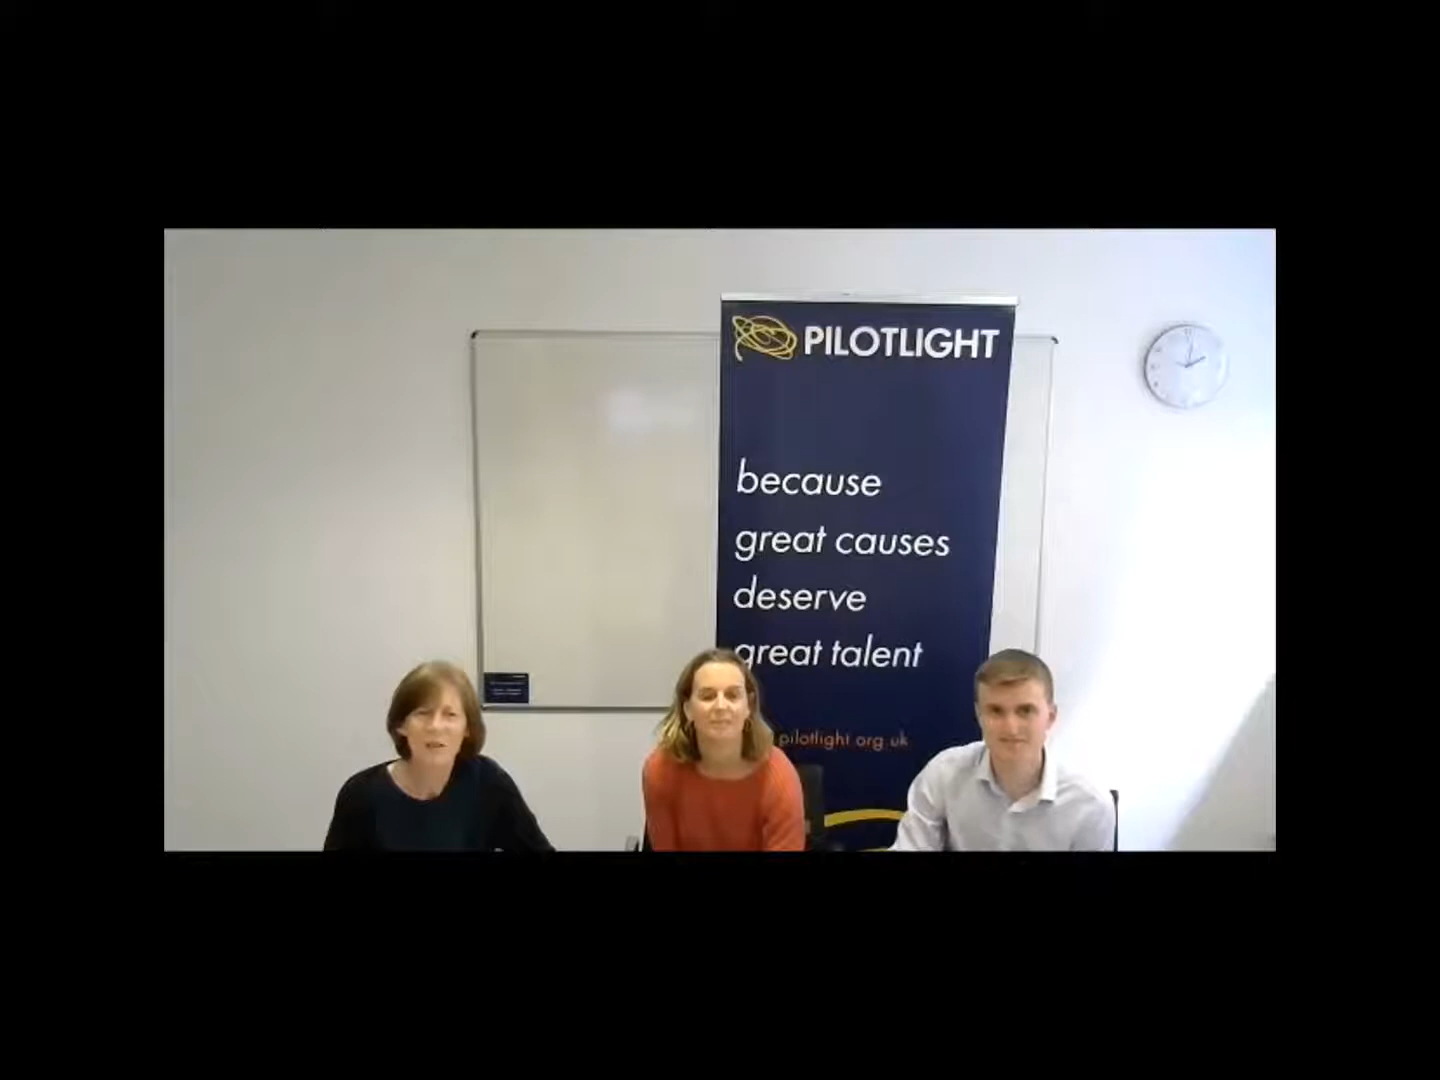 PILOTLIGHT
because
great causes
deserve
great talent
pilotlight.org.uk